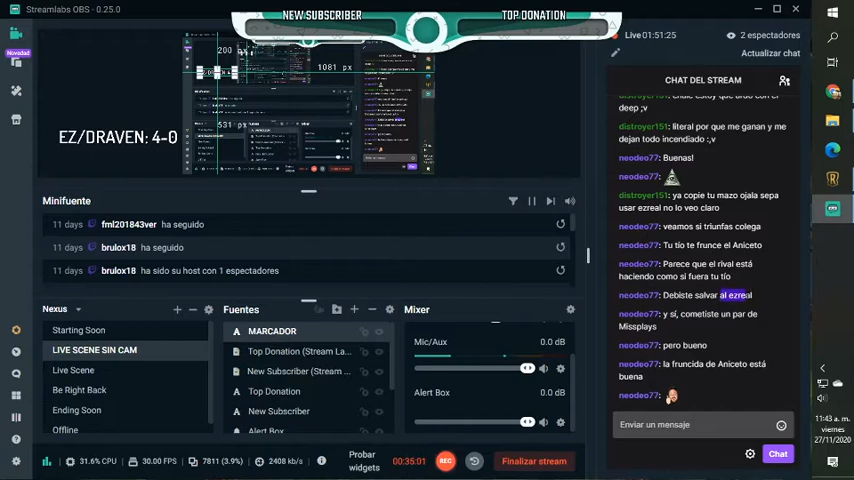 Streamlabs OBS - 0.25.0
NEW SUBSCRIBER
TOP DONATION
Live 01:51:25
2 espectadores
Novedad
Actualizar chat
200
1081 px
531 px
EZ/DRAVEN: 4-0
CHAT DEL STREAM
deep ;v
distroyer151: literal por que me ganan y me
dejan todo incendiado :,v
neodeo77: Buenas!
neodeo77:
distroyer151: ya copie tu mazo ojala sepa
usar ezreal no lo veo claro
neodeo77: veamos si triunfas colega
neodeo77: Tu tío te frunce el Aniceto
neodeo77: Parece que el rival está
haciendo como si fuera tu tío
neodeo77: Debiste salvar al ezreal
neodeo77: y sí, cometiste un par de
Missplays
neodeo77: pero bueno
neodeo77: la fruncida de Aniceto está
buena
neodeo77:
Enviar un mensaje
Chat
Minifuente
11 days fml201843ver ha seguido
11 days brulox18 ha seguido
11 days brulox18 ha sido su host con 1 espectadores
Nexus
Starting Soon
LIVE SCENE SIN CAM
Live Scene
Be Right Back
Ending Soon
Offline
Fuentes
MARCADOR
Top Donation (Stream La...
New Subscriber (Stream ...
Top Donation
New Subscriber
Alert Box
Mixer
Mic/Aux 0.0 dB
Alert Box 0.0 dB
31.6% CPU
30.00 FPS
7811 (3.9%)
2408 kb/s
Probar
widgets
00:35:01
REC
Finalizar stream
11:43 a.m.
viernes
27/11/2020